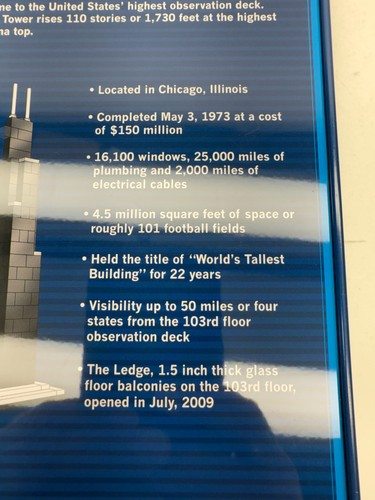 me to the United States' highest observation deck.
Tower rises 110 stories or 1,730 feet at the highest
na top.
• Located in Chicago, Illinois
• Completed May 3, 1973 at a cost
of $150 million
• 16,100 windows, 25,000 miles of
plumbing and 2,000 miles of
electrical cables
• 4.5 million square feet of space or
roughly 101 football fields
• Held the title of “World's Tallest
Building” for 22 years
• Visibility up to 50 miles or four
states from the 103rd floor
observation deck
• The Ledge, 1.5 inch thick glass
floor balconies on the 103rd floor,
opened in July, 2009